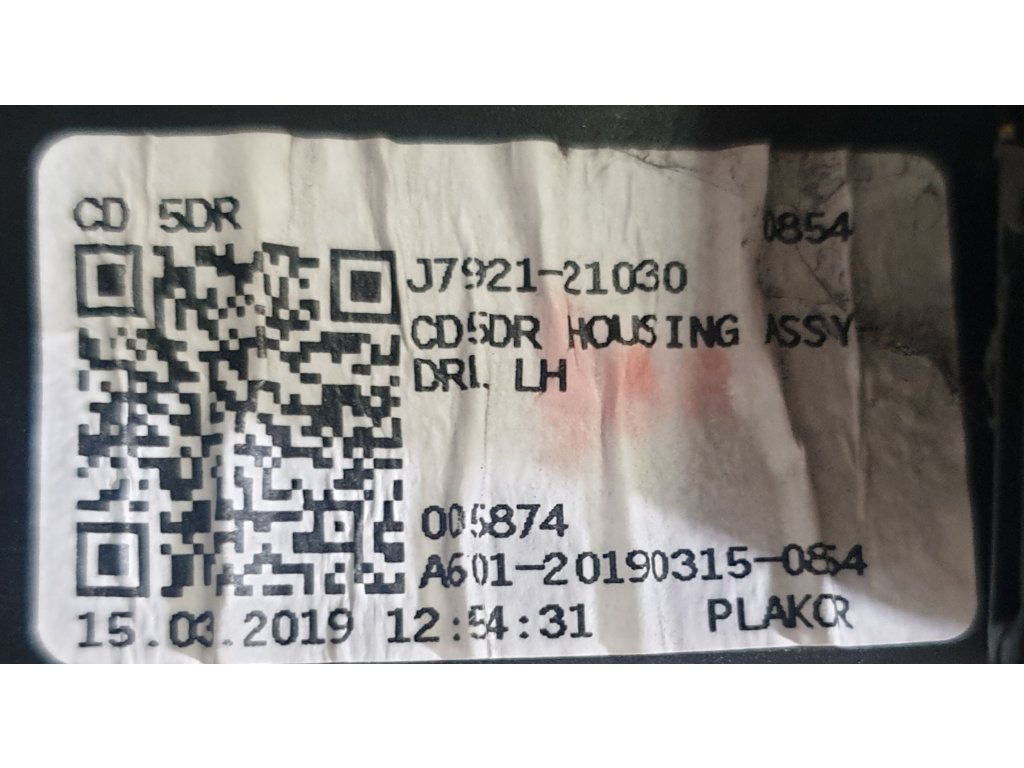 CD 5DR 0854
J7921-21030
CD5DR HOUSING ASSY-
DRL LH
005874
A601-20190315-0854
15.03.2019 12:54:31 PLAKOR